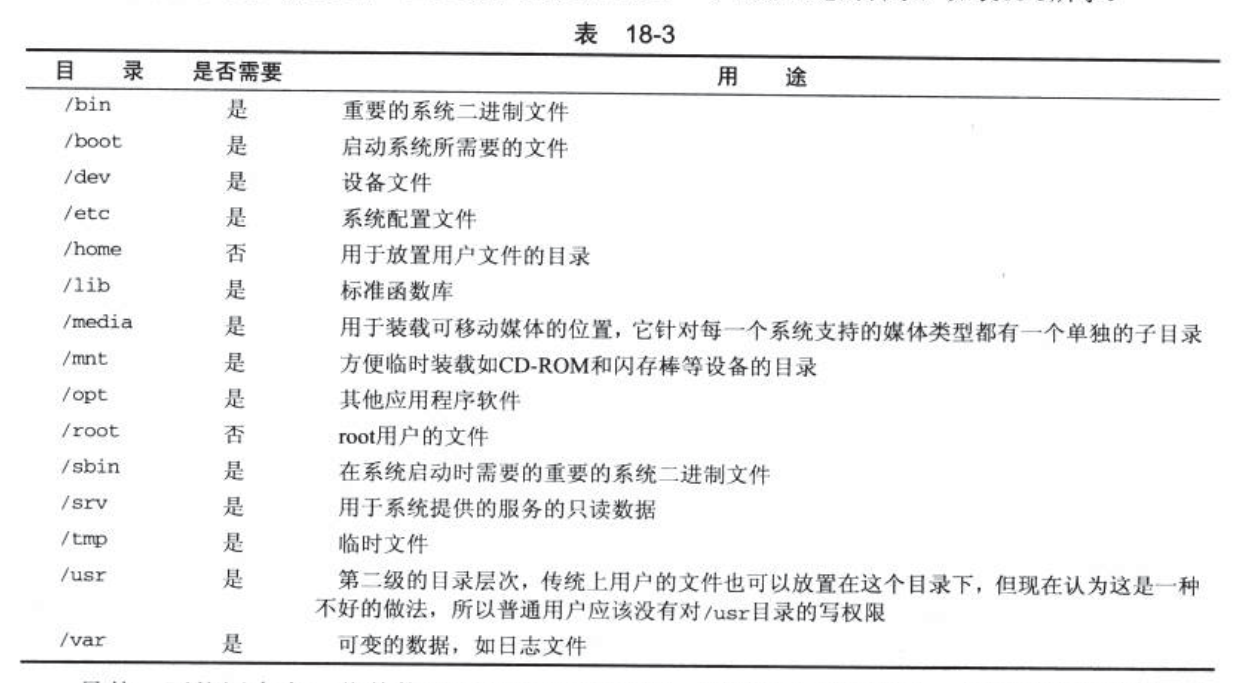 表 18-3
目 录 是否需要 用 途
/bin 是 重要的系统二进制文件
/boot 是 启动系统所需要的文件
/dev 是 设备文件
/etc 是 系统配置文件
/home 否 用于放置用户文件的目录
/lib 是 标准函数库
/media 是 用于装载可移动媒体的位置，它针对每一个系统支持的媒体类型都有一个单独的子目录
/mnt 是 方便临时装载如CD-ROM和闪存棒等设备的目录
/opt 是 其他应用程序软件
/root 否 root用户的文件
/sbin 是 在系统启动时需要的重要的系统二进制文件
/srv 是 用于系统提供的服务的只读数据
/tmp 是 临时文件
/usr 是 第二级的目录层次，传统上用户的文件也可以放置在这个目录下，但现在认为这是一种
不好的做法，所以普通用户应该没有对/usr目录的写权限
/var 是 可变的数据，如日志文件